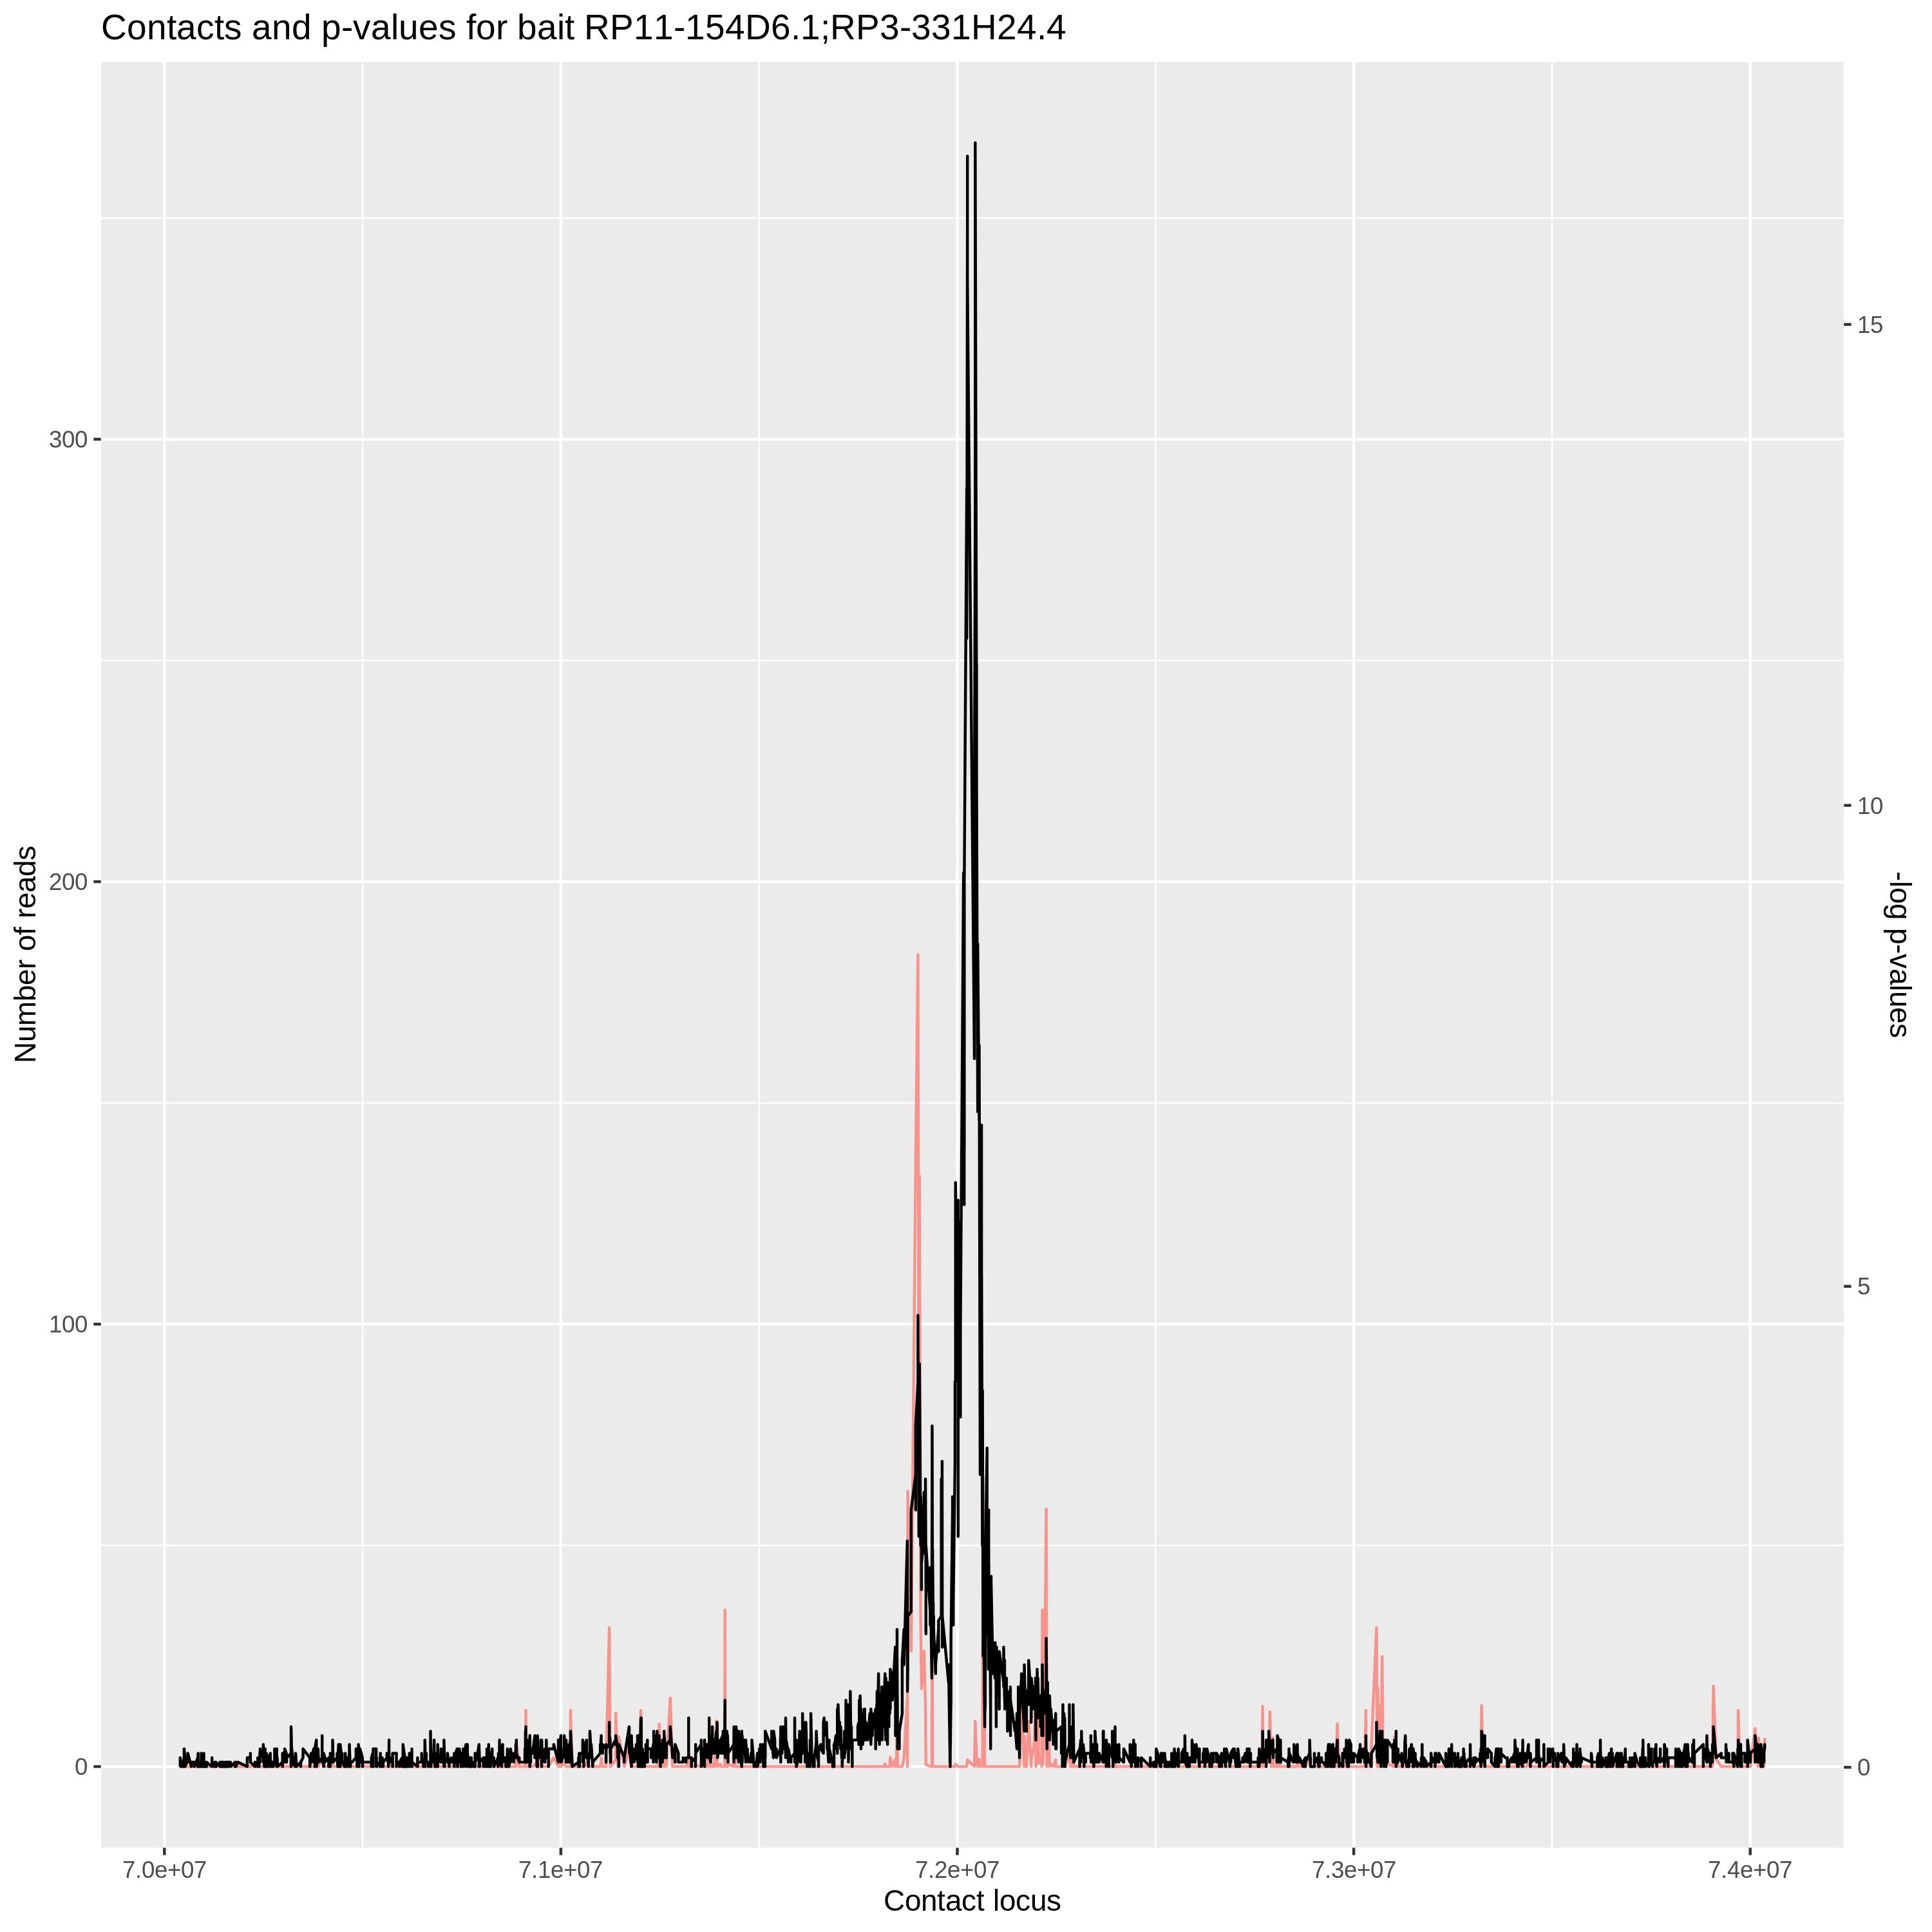 Contacts and p-values for bait RP11-154D6.1;RP3-331H24.4
300
200
100
0
Number of reads
15
10
5
0
-log p-values
7.0e+07
7.1e+07
7.2e+07
7.3e+07
7.4e+07
Contact locus